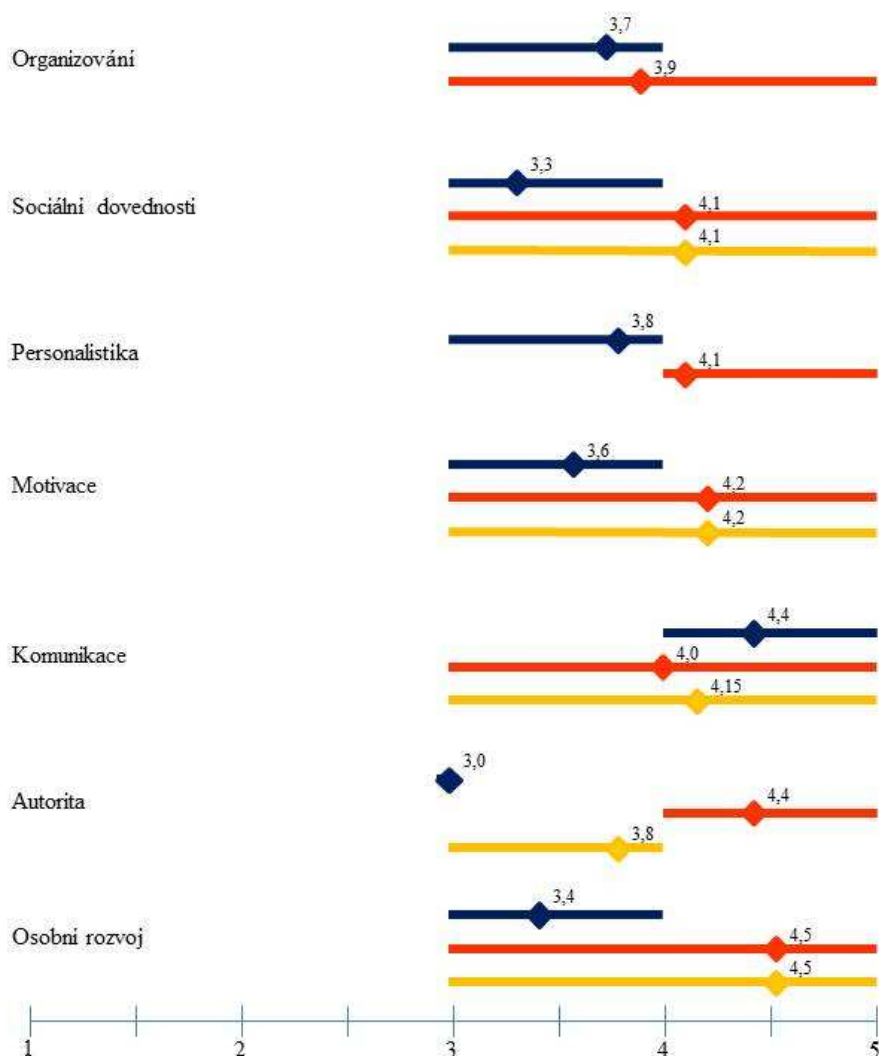 3,7
Organizování
3,9
3,3
Sociální dovednosti
4,1
4,1
3,8
Personalistika
4,1
3,6
Motivace
4,2
4,2
4,4
Komunikace
4,0
4,15
3,0
Autorita
4,4
3,8
3,4
Osobní rozvoj
4,5
4,5
1 2 3 4 5